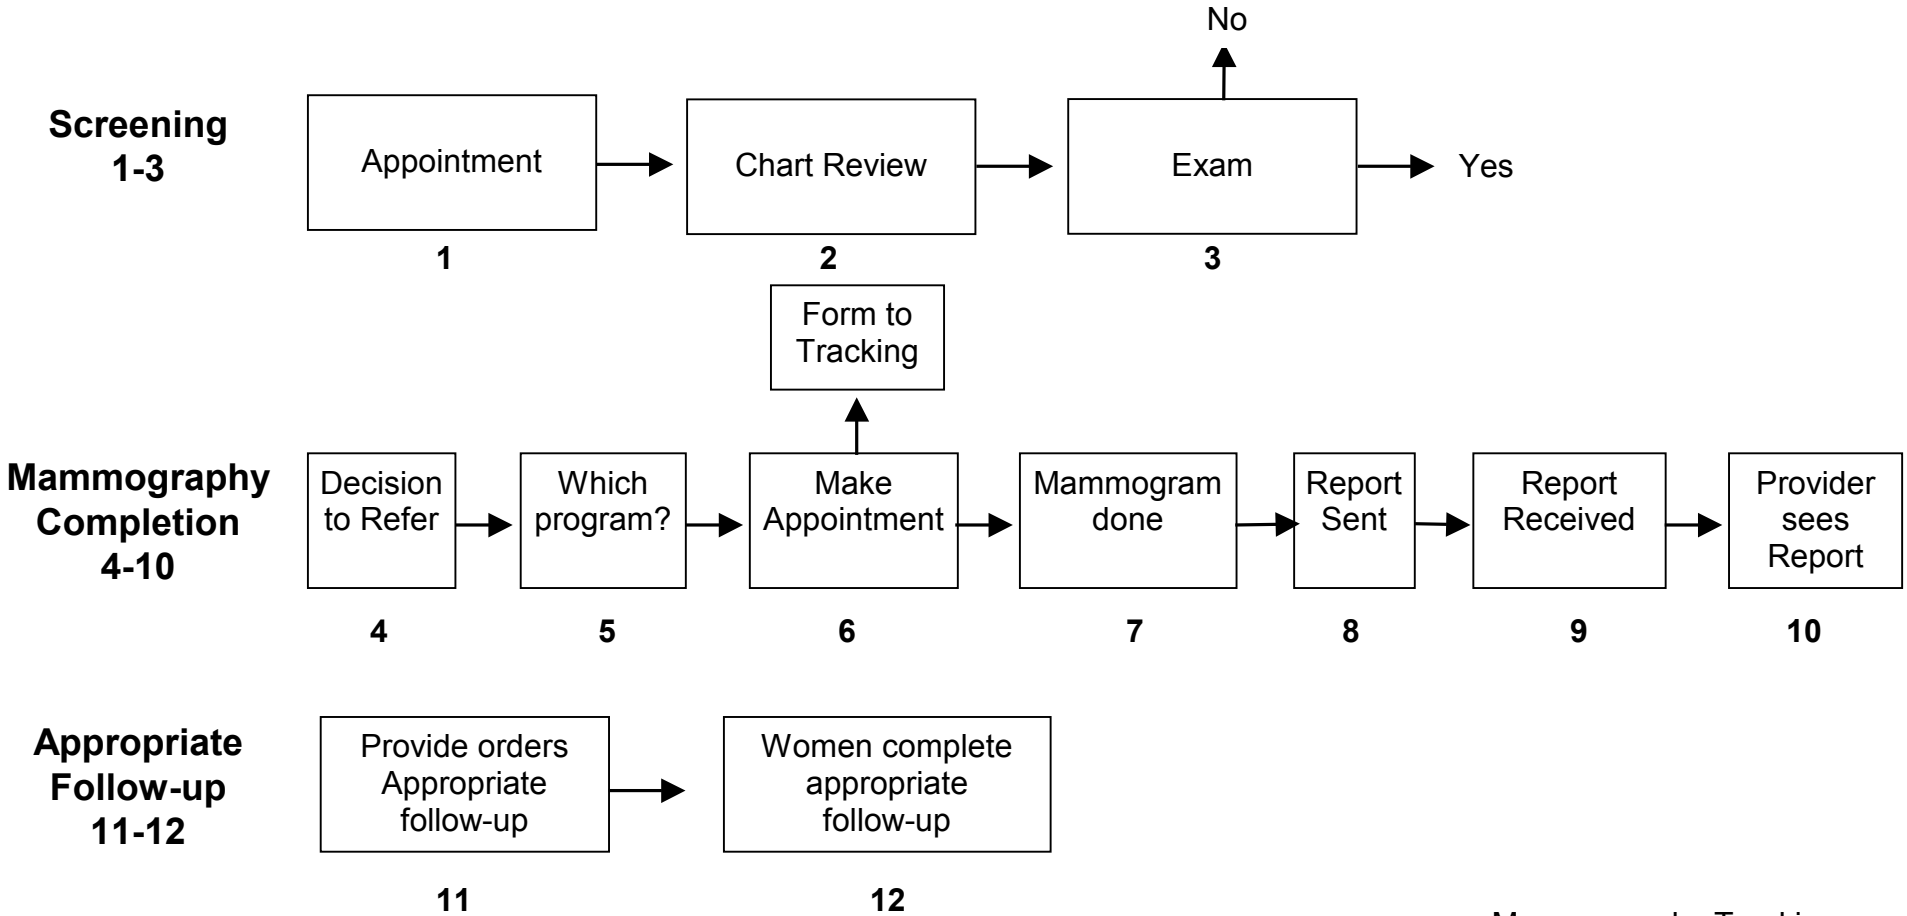 No
Screening
1-3
Appointment
Chart Review
Exam
Yes
1
2
3
Form to
Tracking
Mammography
Completion
4-10
Decision
to Refer
Which
program?
Make
Appointment
Mammogram
done
Report
Sent
Report
Received
Provider
sees
Report
4
5
6
7
8
9
10
Appropriate
Follow-up
11-12
Provide orders
Appropriate
follow-up
Women complete
appropriate
follow-up
11
12